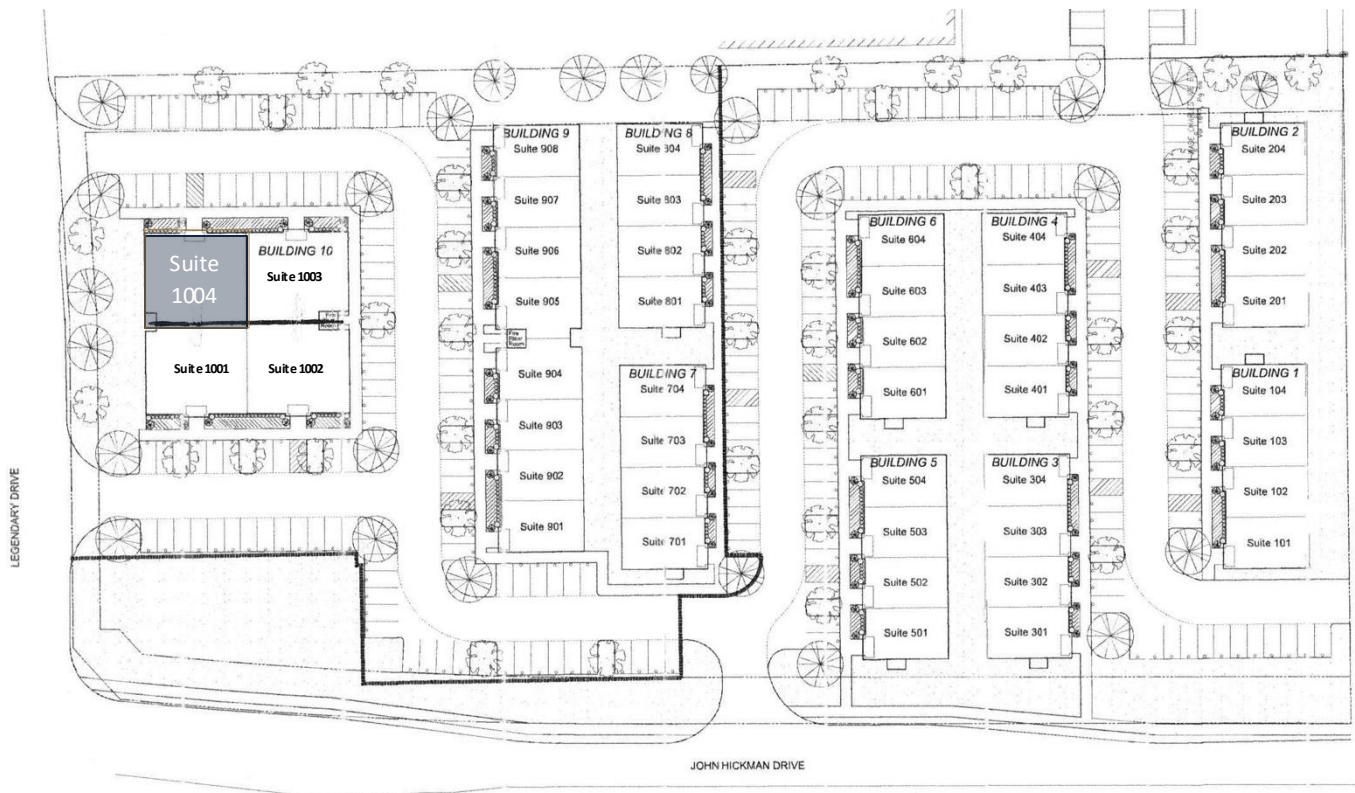 BUILDING 9
Suite 908
Suite 907
Suite 906
Suite 905
Suite 904
Suite 903
Suite 902
Suite 901
BUILDING 8
Suite 804
Suite 803
Suite 802
Suite 801
BUILDING 7
Suite 704
Suite 703
Suite 702
Suite 701
BUILDING 2
Suite 204
Suite 203
Suite 202
Suite 201
BUILDING 1
Suite 104
Suite 103
Suite 102
Suite 101
BUILDING 6
Suite 604
Suite 603
Suite 602
Suite 601
BUILDING 4
Suite 404
Suite 403
Suite 402
Suite 401
BUILDING 5
Suite 504
Suite 503
Suite 502
Suite 501
BUILDING 3
Suite 304
Suite 303
Suite 302
Suite 301
BUILDING 10
Suite
1004
Suite 1003
Suite 1001
Suite 1002
Fire
Riser
Room
LEGENDARY DRIVE
JOHN HICKMAN DRIVE